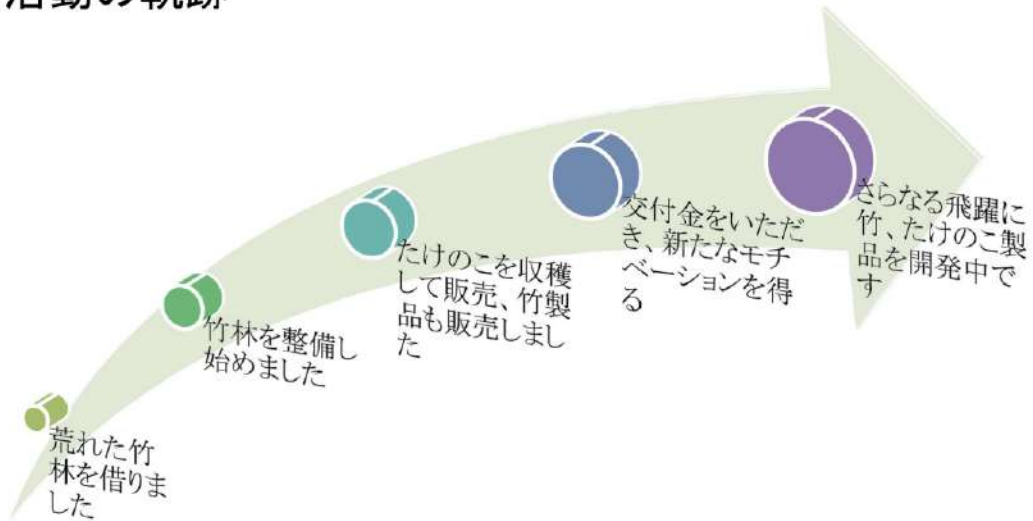 活動の軌跡
荒れた竹
林を借りま
した
竹林を整備し
始めました
たけのこを収穫
して販売、竹製
品も販売しまし
た
交付金をいただ
き、新たなモチ
ベーションを得
る
さらなる飛躍に
竹、たけのこ製
品を開発中で
す